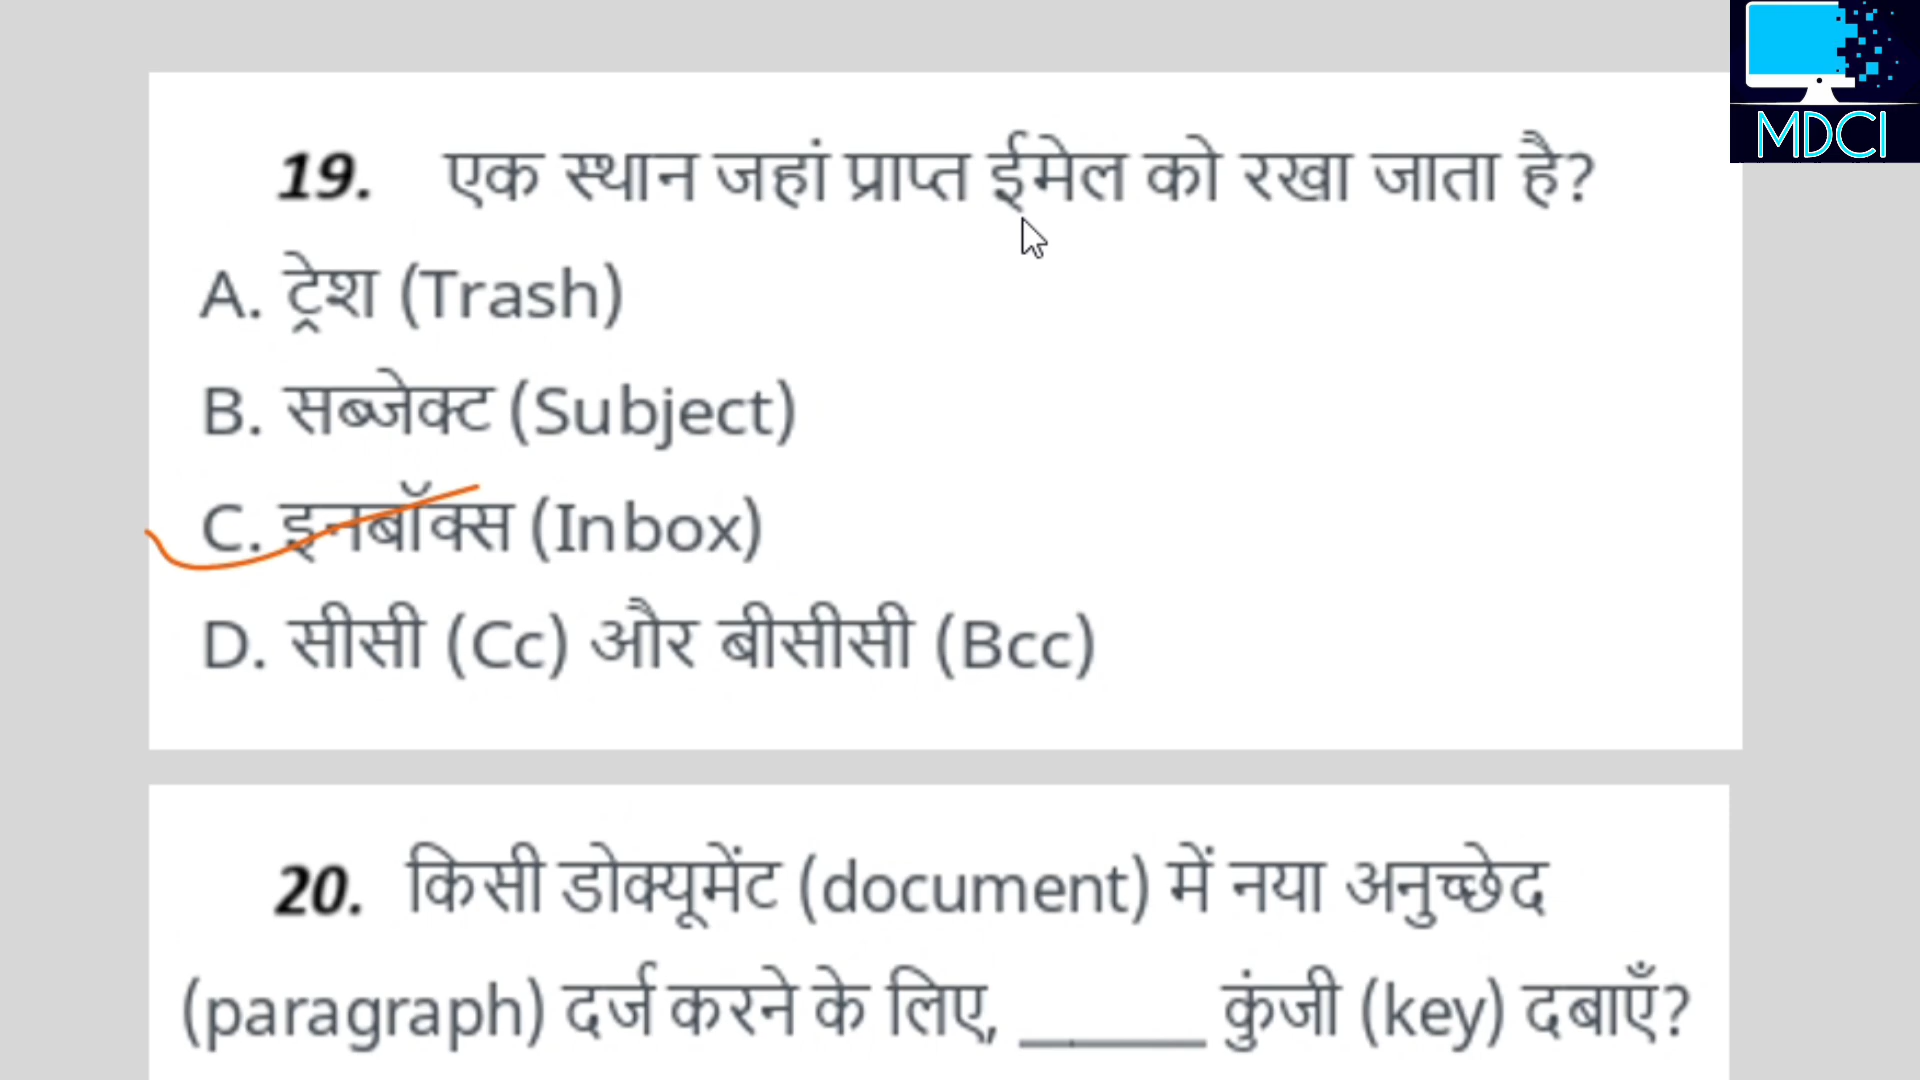 MDCI
19. एक स्थान जहां प्राप्त ईमेल को रखा जाता है?
A. ट्रेश (Trash)
B. सब्जेक्ट (Subject)
C. इनबॉक्स (Inbox)
D. सीसी (Cc) और बीसीसी (Bcc)
20. किसी डोक्यूमेंट (document) में नया अनुच्छेद
(paragraph) दर्ज करने के लिए, ______ कुंजी (key) दबाएँ?